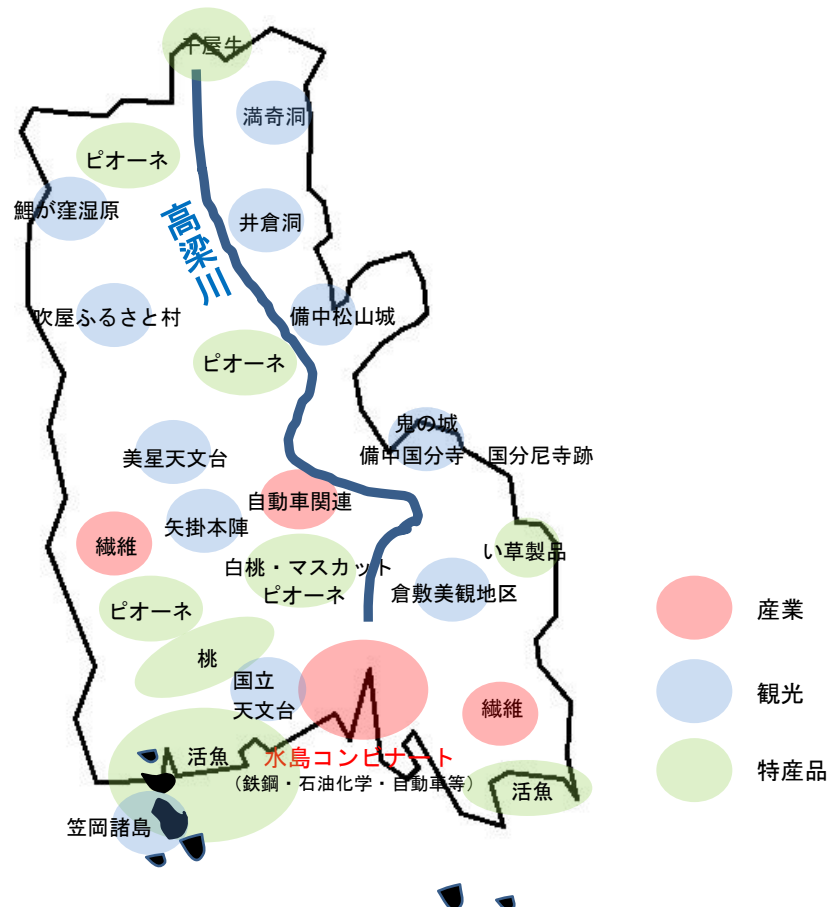 千屋牛
満奇洞
ピオーネ
鯉が窪湿原
井倉洞
高梁川
吹屋ふるさと村
備中松山城
ピオーネ
鬼の城
備中国分寺 国分尼寺跡
美星天文台
自動車関連
矢掛本陣
繊維
い草製品
白桃・マスカット
ピオーネ
倉敷美観地区
ピオーネ
産業
桃
国立
天文台
観光
繊維
活魚
水島コンビナート
(鉄鋼・石油化学・自動車等)
特産品
活魚
笠岡諸島